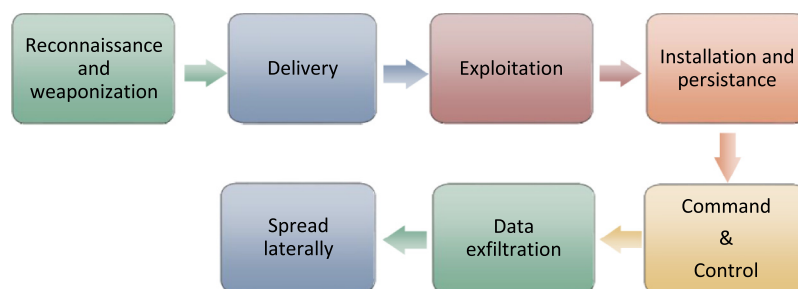 Reconnaissance
and
weaponization
Delivery
Exploitation
Installation and
persistance
Command
&
Control
Data
exfiltration
Spread
laterally